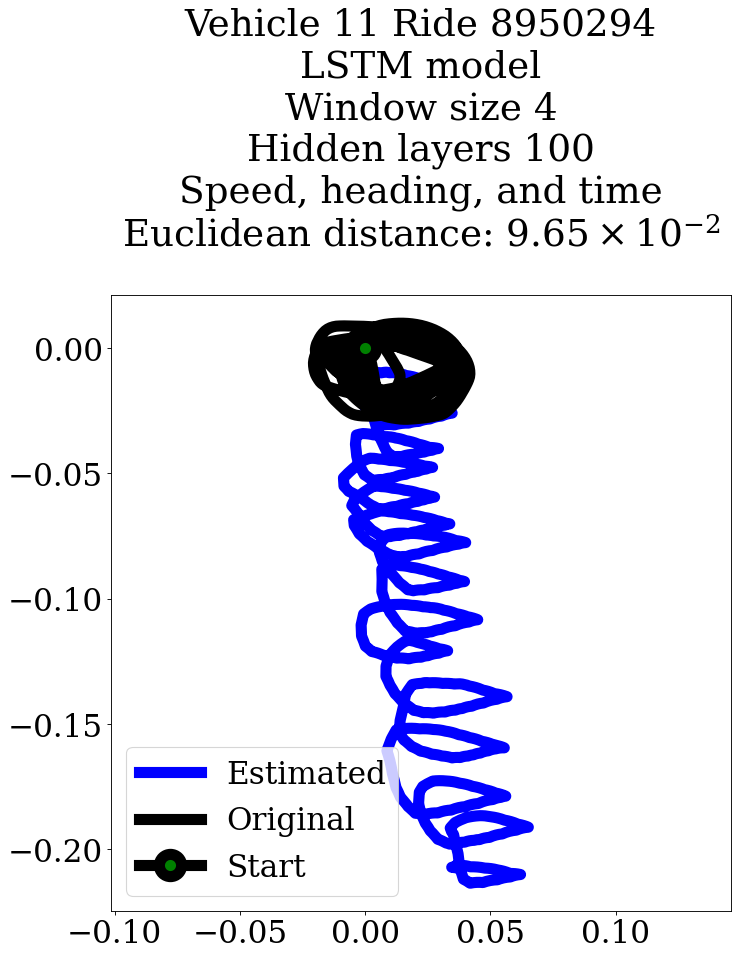 Vehicle 11 Ride 8950294
LSTM model
Window size 4
Hidden layers 100
Speed, heading, and time
Euclidean distance: 9.65 × 10⁻²
0.00
−0.05
−0.10
−0.15
−0.20
Estimated
Original
Start
−0.10 −0.05 0.00 0.05 0.10